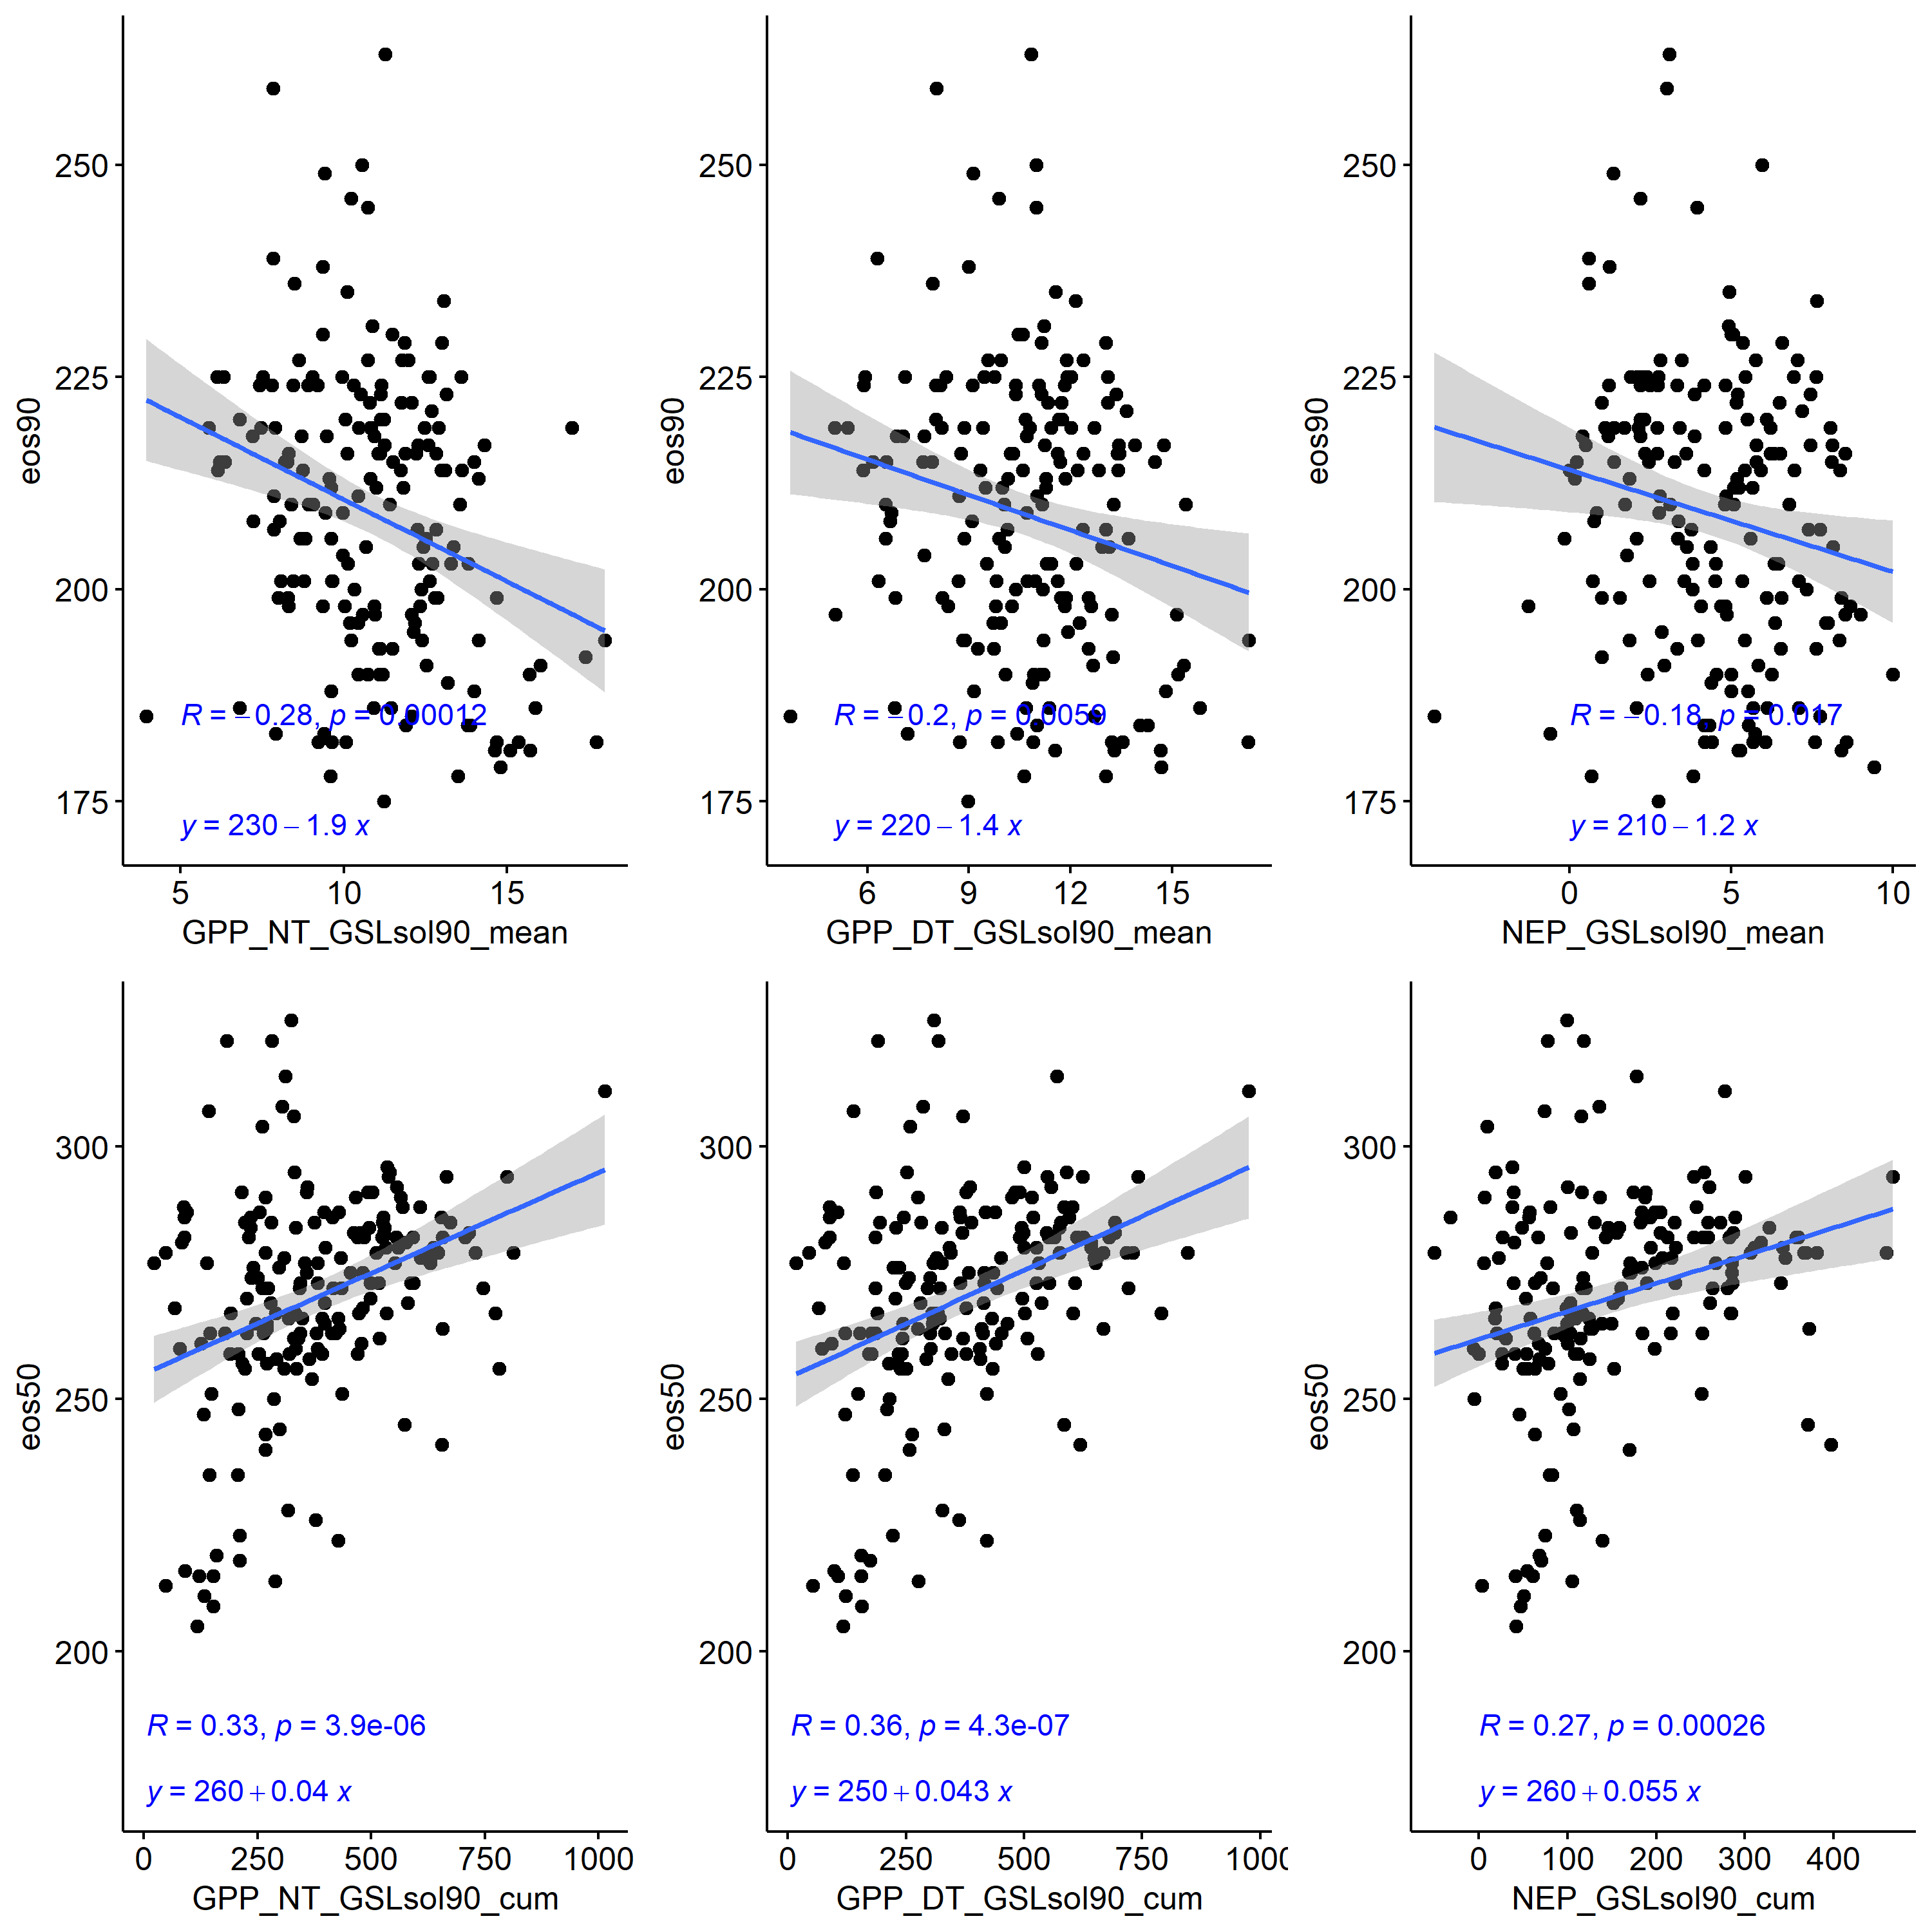 eos90
250
225
200
175
R = −0.28, p = 0.00012
y = 230 − 1.9 x
5 10 15
GPP_NT_GSLsol90_mean
eos90
250
225
200
175
R = −0.2, p = 0.0059
y = 220 − 1.4 x
6 9 12 15
GPP_DT_GSLsol90_mean
eos90
250
225
200
175
R = −0.18, p = 0.017
y = 210 − 1.2 x
0 5 10
NEP_GSLsol90_mean
eos50
300
250
200
R = 0.33, p = 3.9e-06
y = 260 + 0.04 x
0 250 500 750 1000
GPP_NT_GSLsol90_cum
eos50
300
250
200
R = 0.36, p = 4.3e-07
y = 250 + 0.043 x
0 250 500 750 1000
GPP_DT_GSLsol90_cum
eos50
300
250
200
R = 0.27, p = 0.00026
y = 260 + 0.055 x
0 100 200 300 400
NEP_GSLsol90_cum